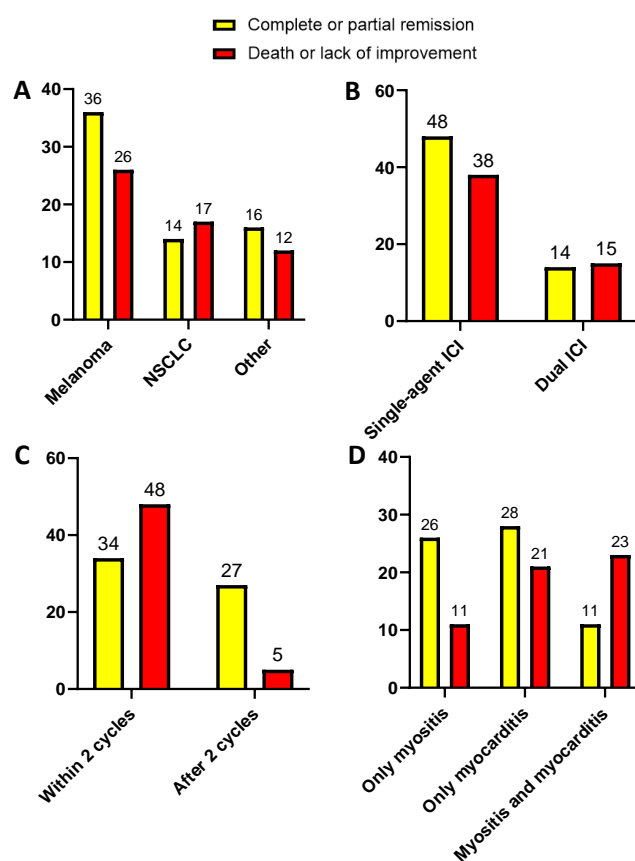 Complete or partial remission
Death or lack of improvement
A
40
30
20
10
0
36
26
14
17
16
12
Melanoma
NSCLC
Other
B
60
40
20
0
48
38
14
15
Single-agent ICI
Dual ICI
C
60
40
20
0
34
48
27
5
Within 2 cycles
After 2 cycles
D
40
30
20
10
0
26
11
28
21
11
23
Only myositis
Only myocarditis
Myositis and myocarditis